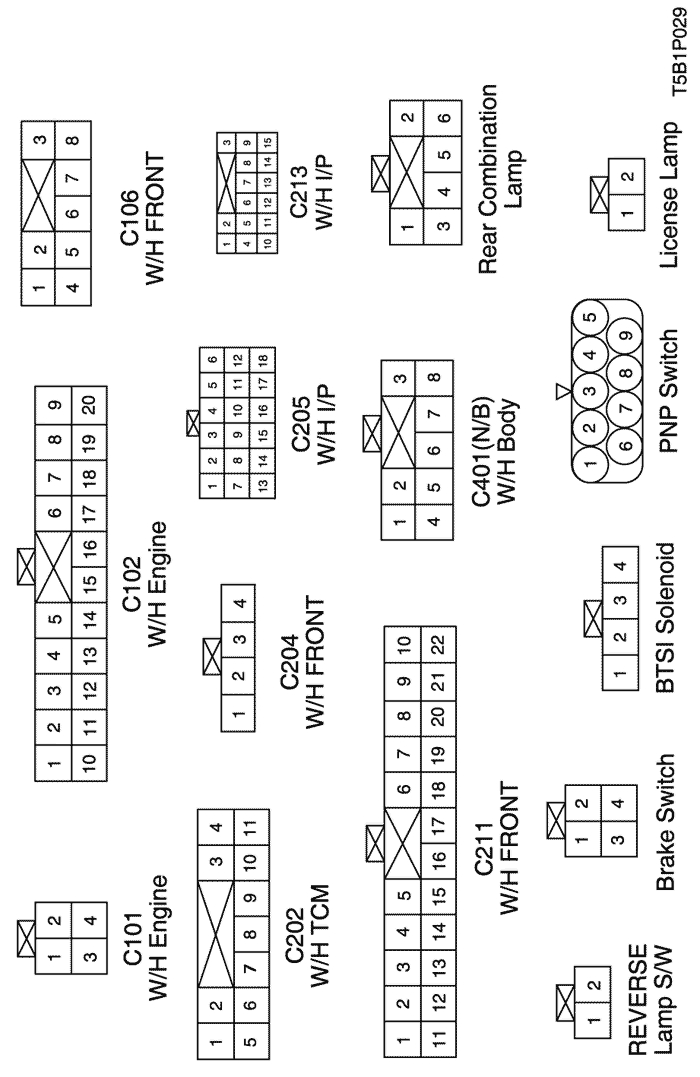 1 2
3 4
C101
W/H Engine
1 2 3 4 5 6 7 8 9
10 11 12 13 14 15 16 17 18 19 20
C102
W/H Engine
1 2 3
4 5 6 7 8
C106
W/H FRONT
1 2 3 4
5 6 7 8 9 10 11
C202
W/H TCM
1 2 3 4
C204
W/H FRONT
1 2 3 4 5 6
7 8 9 10 11 12
13 14 15 16 17 18
C205
W/H I/P
1 2 3
4 5 6 7 8 9
10 11 12 13 14 15
C213
W/H I/P
1 2 3 4 5 6 7 8 9 10
11 12 13 14 15 16 17 18 19 20 21 22
C211
W/H FRONT
1 2 3
4 5 6 7 8
C401(N/B)
W/H Body
1 2
3 4 5 6
Rear Combination
Lamp
1 2
REVERSE
Lamp S/W
1 2
3 4
Brake Switch
1 2 3 4
BTSI Solenoid
1 2 3 4 5
6 7 8 9
PNP Switch
1 2
License Lamp
T5B1P029